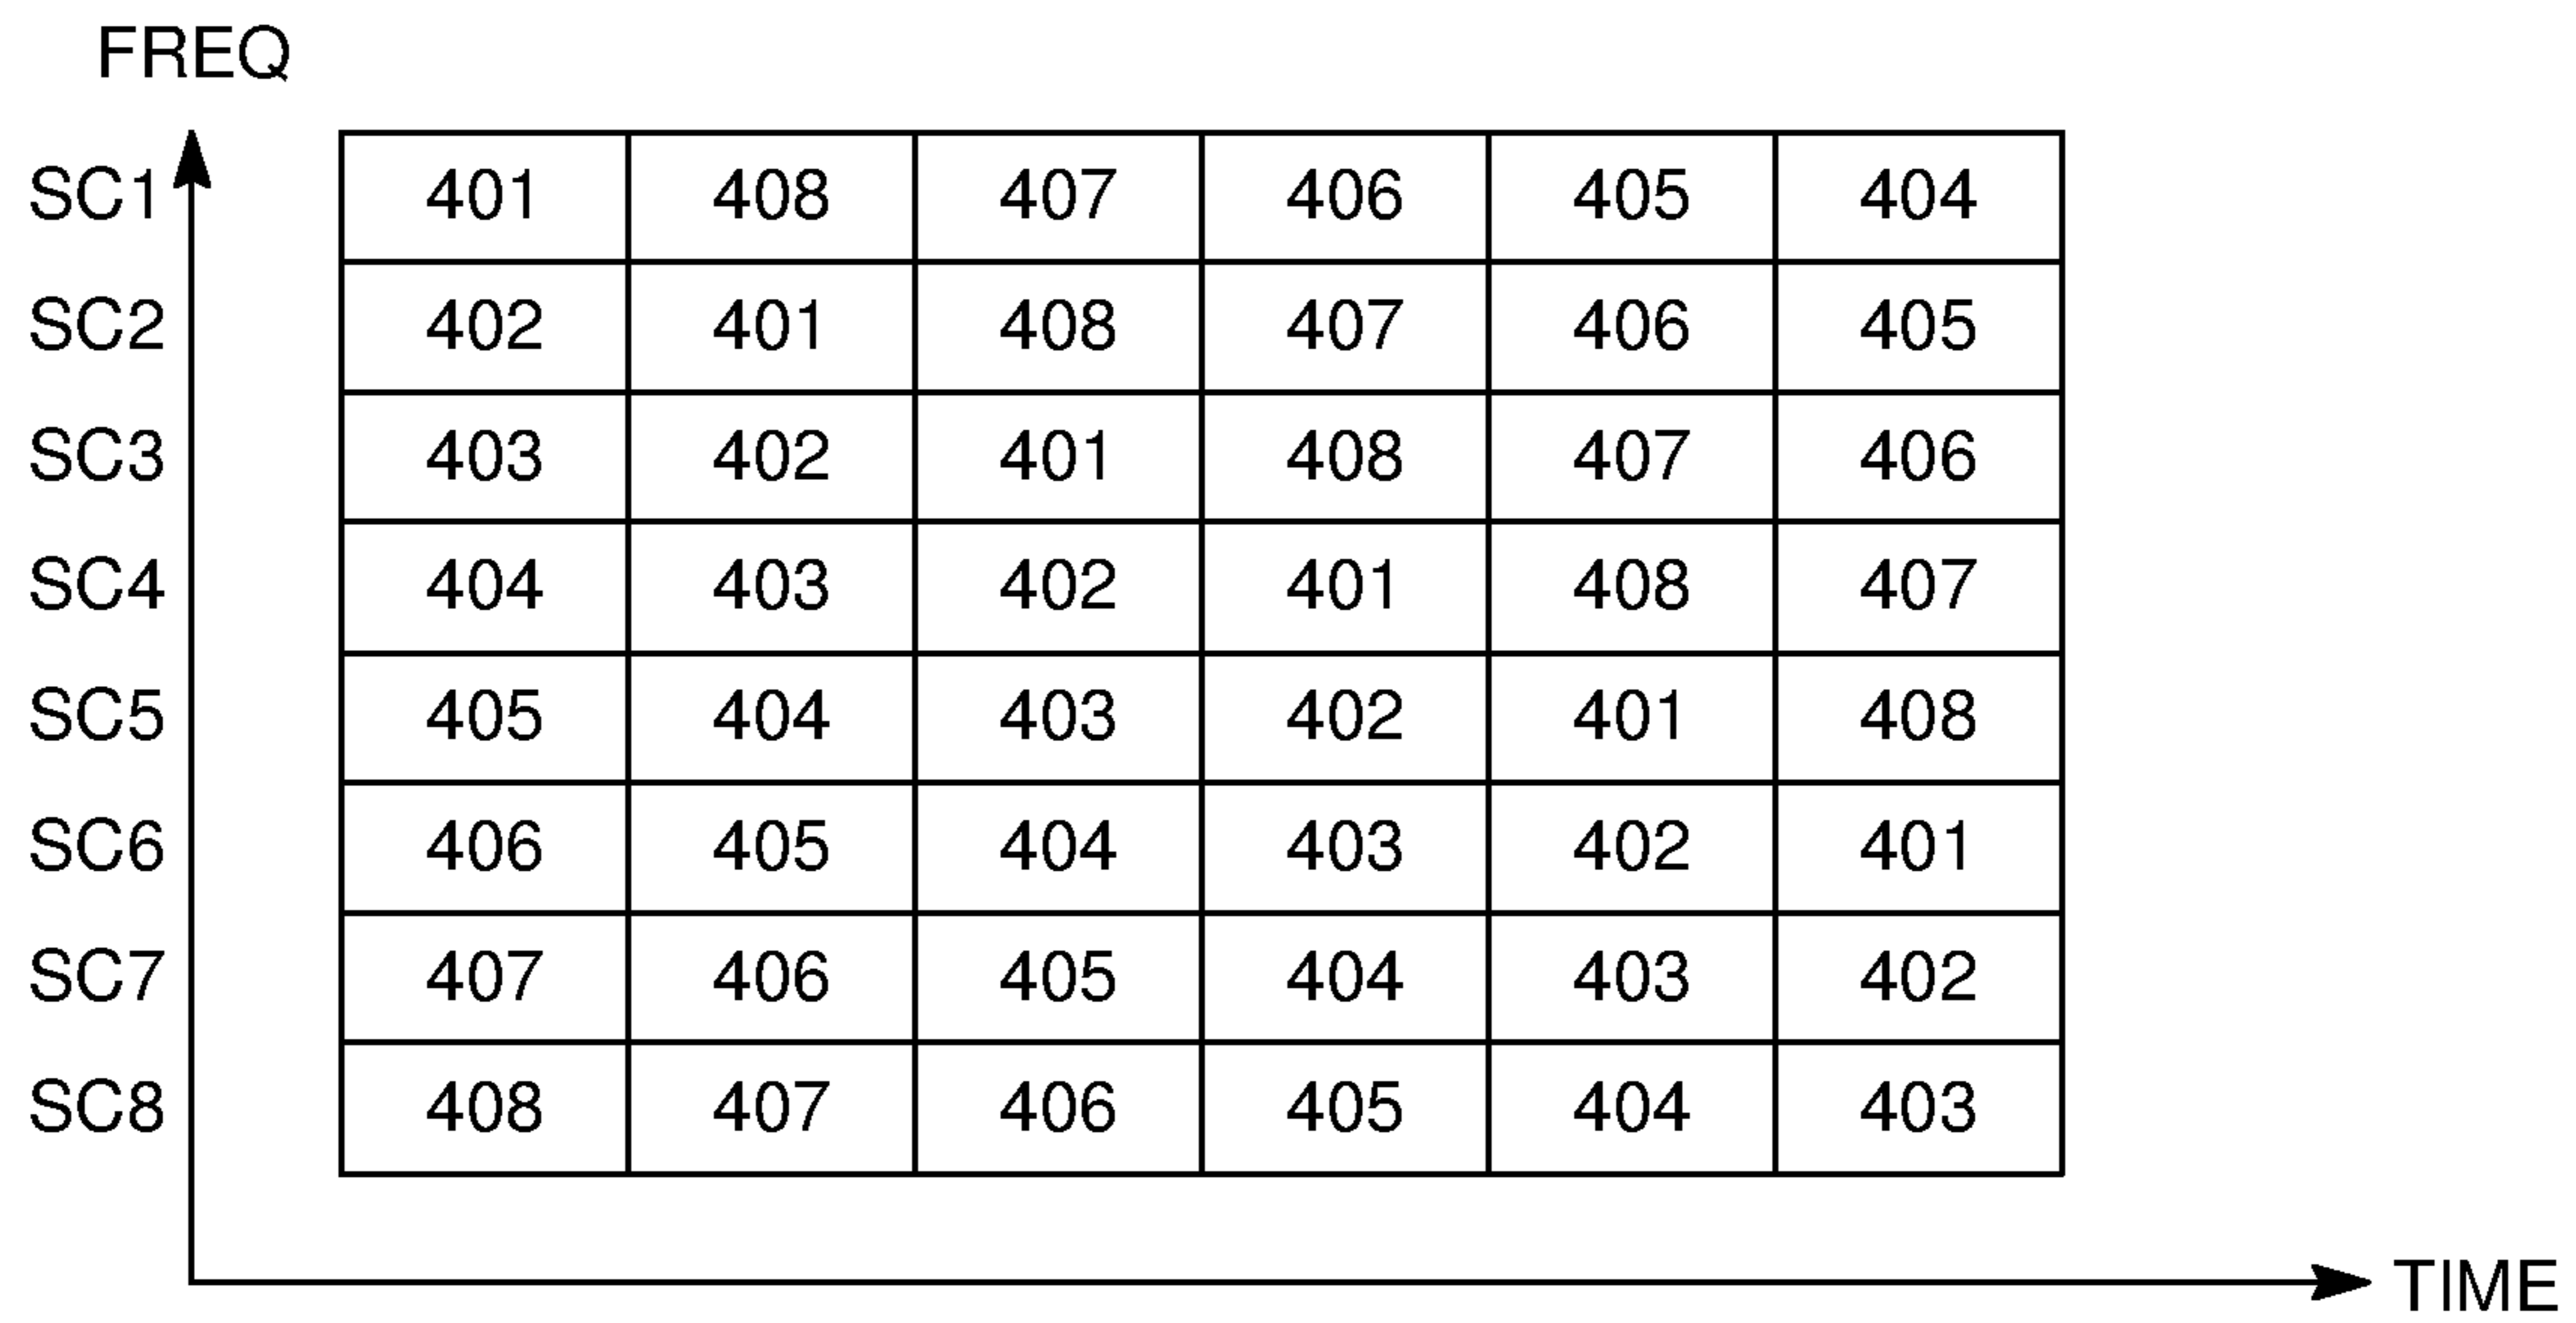 FREQ
SC1 401 408 407 406 405 404
SC2 402 401 408 407 406 405
SC3 403 402 401 408 407 406
SC4 404 403 402 401 408 407
SC5 405 404 403 402 401 408
SC6 406 405 404 403 402 401
SC7 407 406 405 404 403 402
SC8 408 407 406 405 404 403
TIME